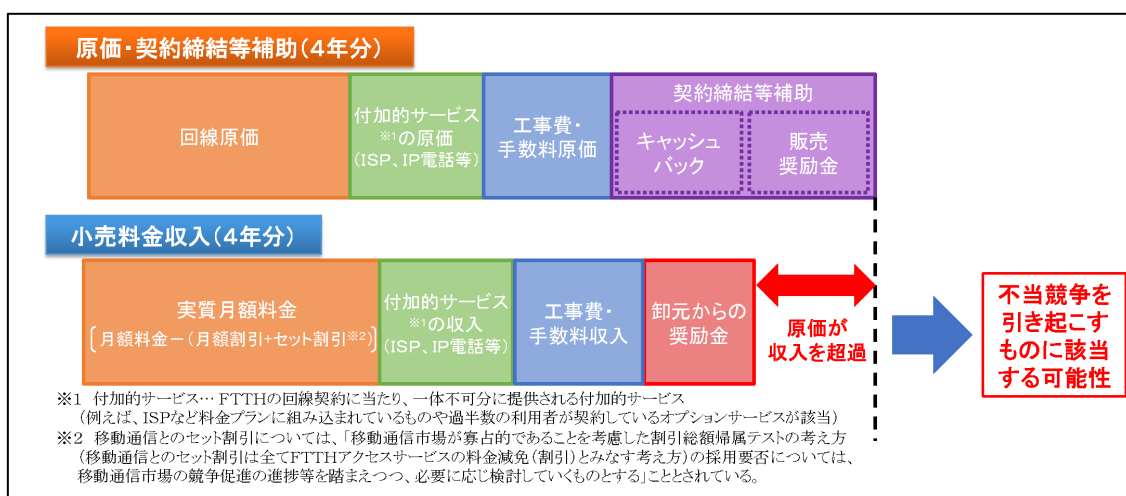 原価・契約締結等補助(4年分)
回線原価
付加的サービス
※1の原価
(ISP、IP電話等)
工事費・
手数料原価
契約締結等補助
キャッシュ
バック
販売
奨励金
小売料金収入(4年分)
実質月額料金
[月額料金-(月額割引+セット割引※2)]
付加的サービス
※1の収入
(ISP、IP電話等)
工事費・
手数料収入
卸元からの
奨励金
原価が
収入を超過
不当競争を
引き起こす
ものに該当
する可能性
※1 付加的サービス… FTTHの回線契約に当たり、一体不可分に提供される付加的サービス
(例えば、ISPなど料金プランに組み込まれているものや過半数の利用者が契約しているオプションサービスが該当)
※2 移動通信とのセット割引については、「移動通信市場が寡占的であることを考慮した割引総額帰属テストの考え方
(移動通信とのセット割引は全てFTTHアクセスサービスの料金減免(割引)とみなす考え方)の採用要否については、
移動通信市場の競争促進の進捗等を踏まえつつ、必要に応じ検討していくものとする」こととされている。